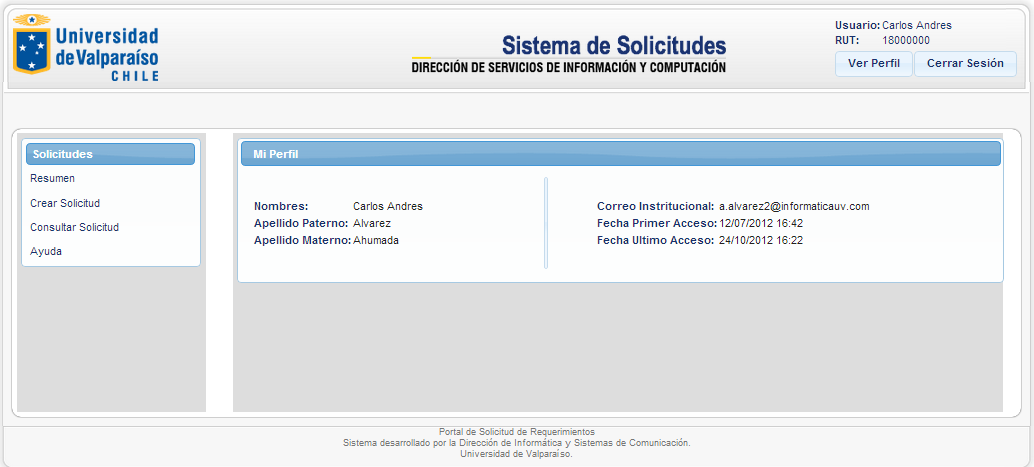 Universidad
de Valparaíso
CHILE
Sistema de Solicitudes
DIRECCIÓN DE SERVICIOS DE INFORMACIÓN Y COMPUTACIÓN
Usuario: Carlos Andres
RUT: 18000000
Ver Perfil Cerrar Sesión
Solicitudes
Resumen
Crear Solicitud
Consultar Solicitud
Ayuda
Mi Perfil
Nombres: Carlos Andres
Apellido Paterno: Alvarez
Apellido Materno: Ahumada
Correo Instritucional: a.alvarez2@informaticauv.com
Fecha Primer Acceso: 12/07/2012 16:42
Fecha Ultimo Acceso: 24/10/2012 16:22
Portal de Solicitud de Requerimientos
Sistema desarrollado por la Dirección de Informática y Sistemas de Comunicación.
Universidad de Valparaíso.